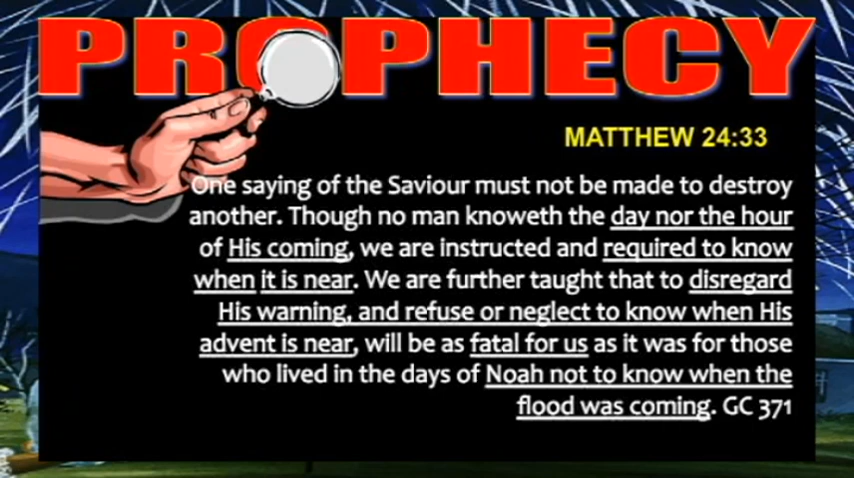 PROPHECY
MATTHEW 24:33
One saying of the Saviour must not be made to destroy
another. Though no man knoweth the day nor the hour
of His coming, we are instructed and required to know
when it is near. We are further taught that to disregard
His warning, and refuse or neglect to know when His
advent is near, will be as fatal for us as it was for those
who lived in the days of Noah not to know when the
flood was coming. GC 371